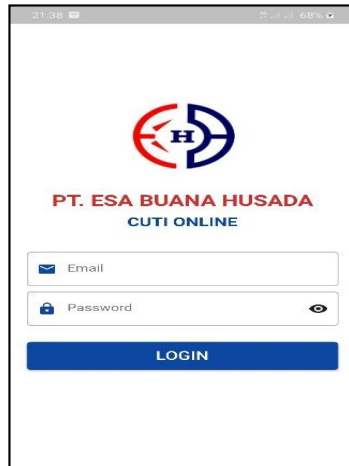 21:38
68%
H
PT. ESA BUANA HUSADA
CUTI ONLINE
Email
Password
LOGIN